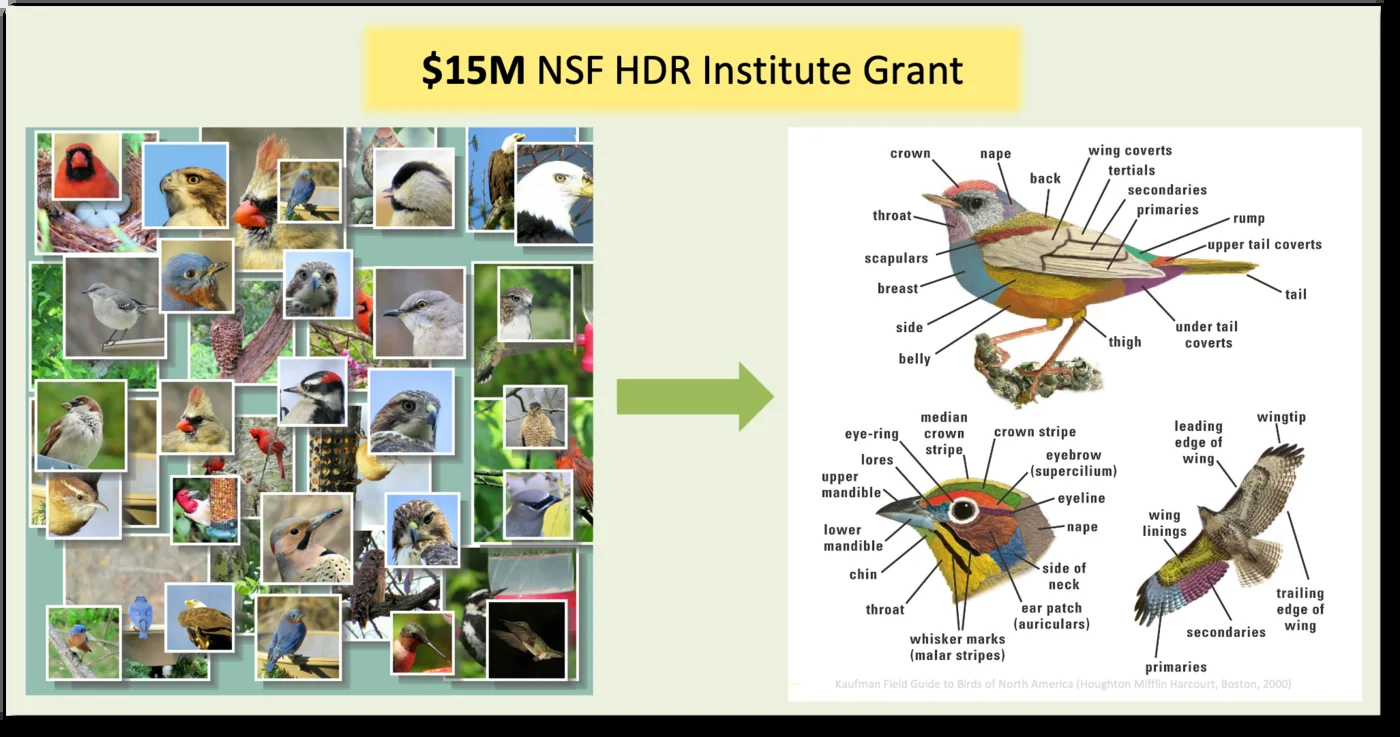 $15M NSF HDR Institute Grant
crown
nape
back
wing coverts
tertials
secondaries
primaries
rump
upper tail coverts
tail
throat
scapulars
breast
side
belly
thigh
under tail
coverts
median
crown
stripe
eye-ring
lores
upper
mandible
lower
mandible
chin
throat
whisker marks
(malar stripes)
crown stripe
eyebrow
(supercilium)
eyeline
nape
side of
neck
ear patch
(auriculars)
wingtip
leading
edge of
wing
wing
linings
secondaries
primaries
trailing
edge of
wing
Kaufman Field Guide to Birds of North America (Houghton Mifflin Harcourt, Boston, 2000)